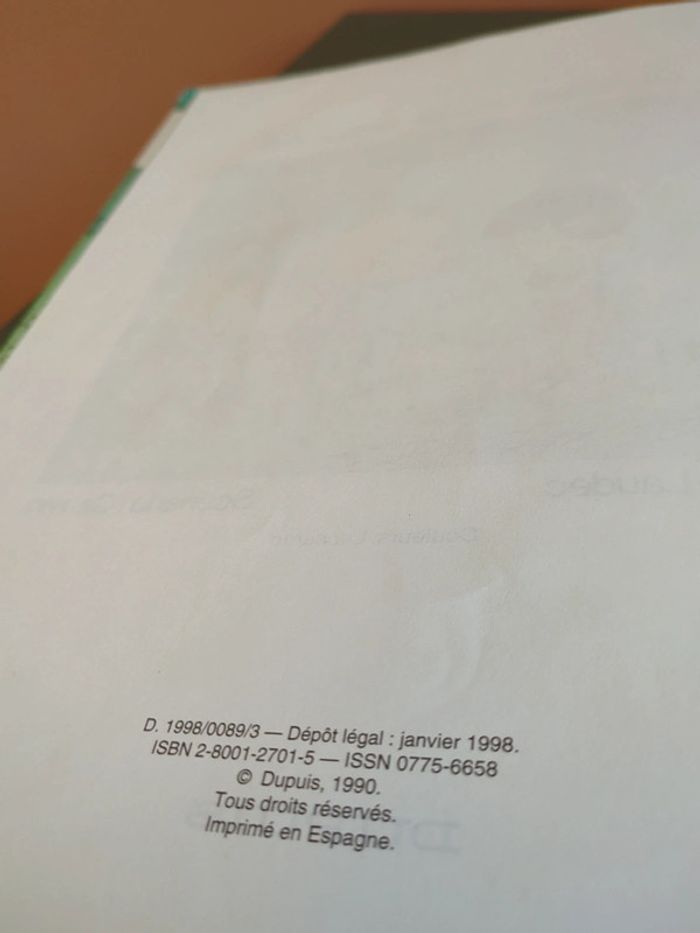 D. 1998/0089/3 — Dépôt légal : janvier 1998.
ISBN 2-8001-2701-5 — ISSN 0775-6658
© Dupuis, 1990.
Tous droits réservés.
Imprimé en Espagne.